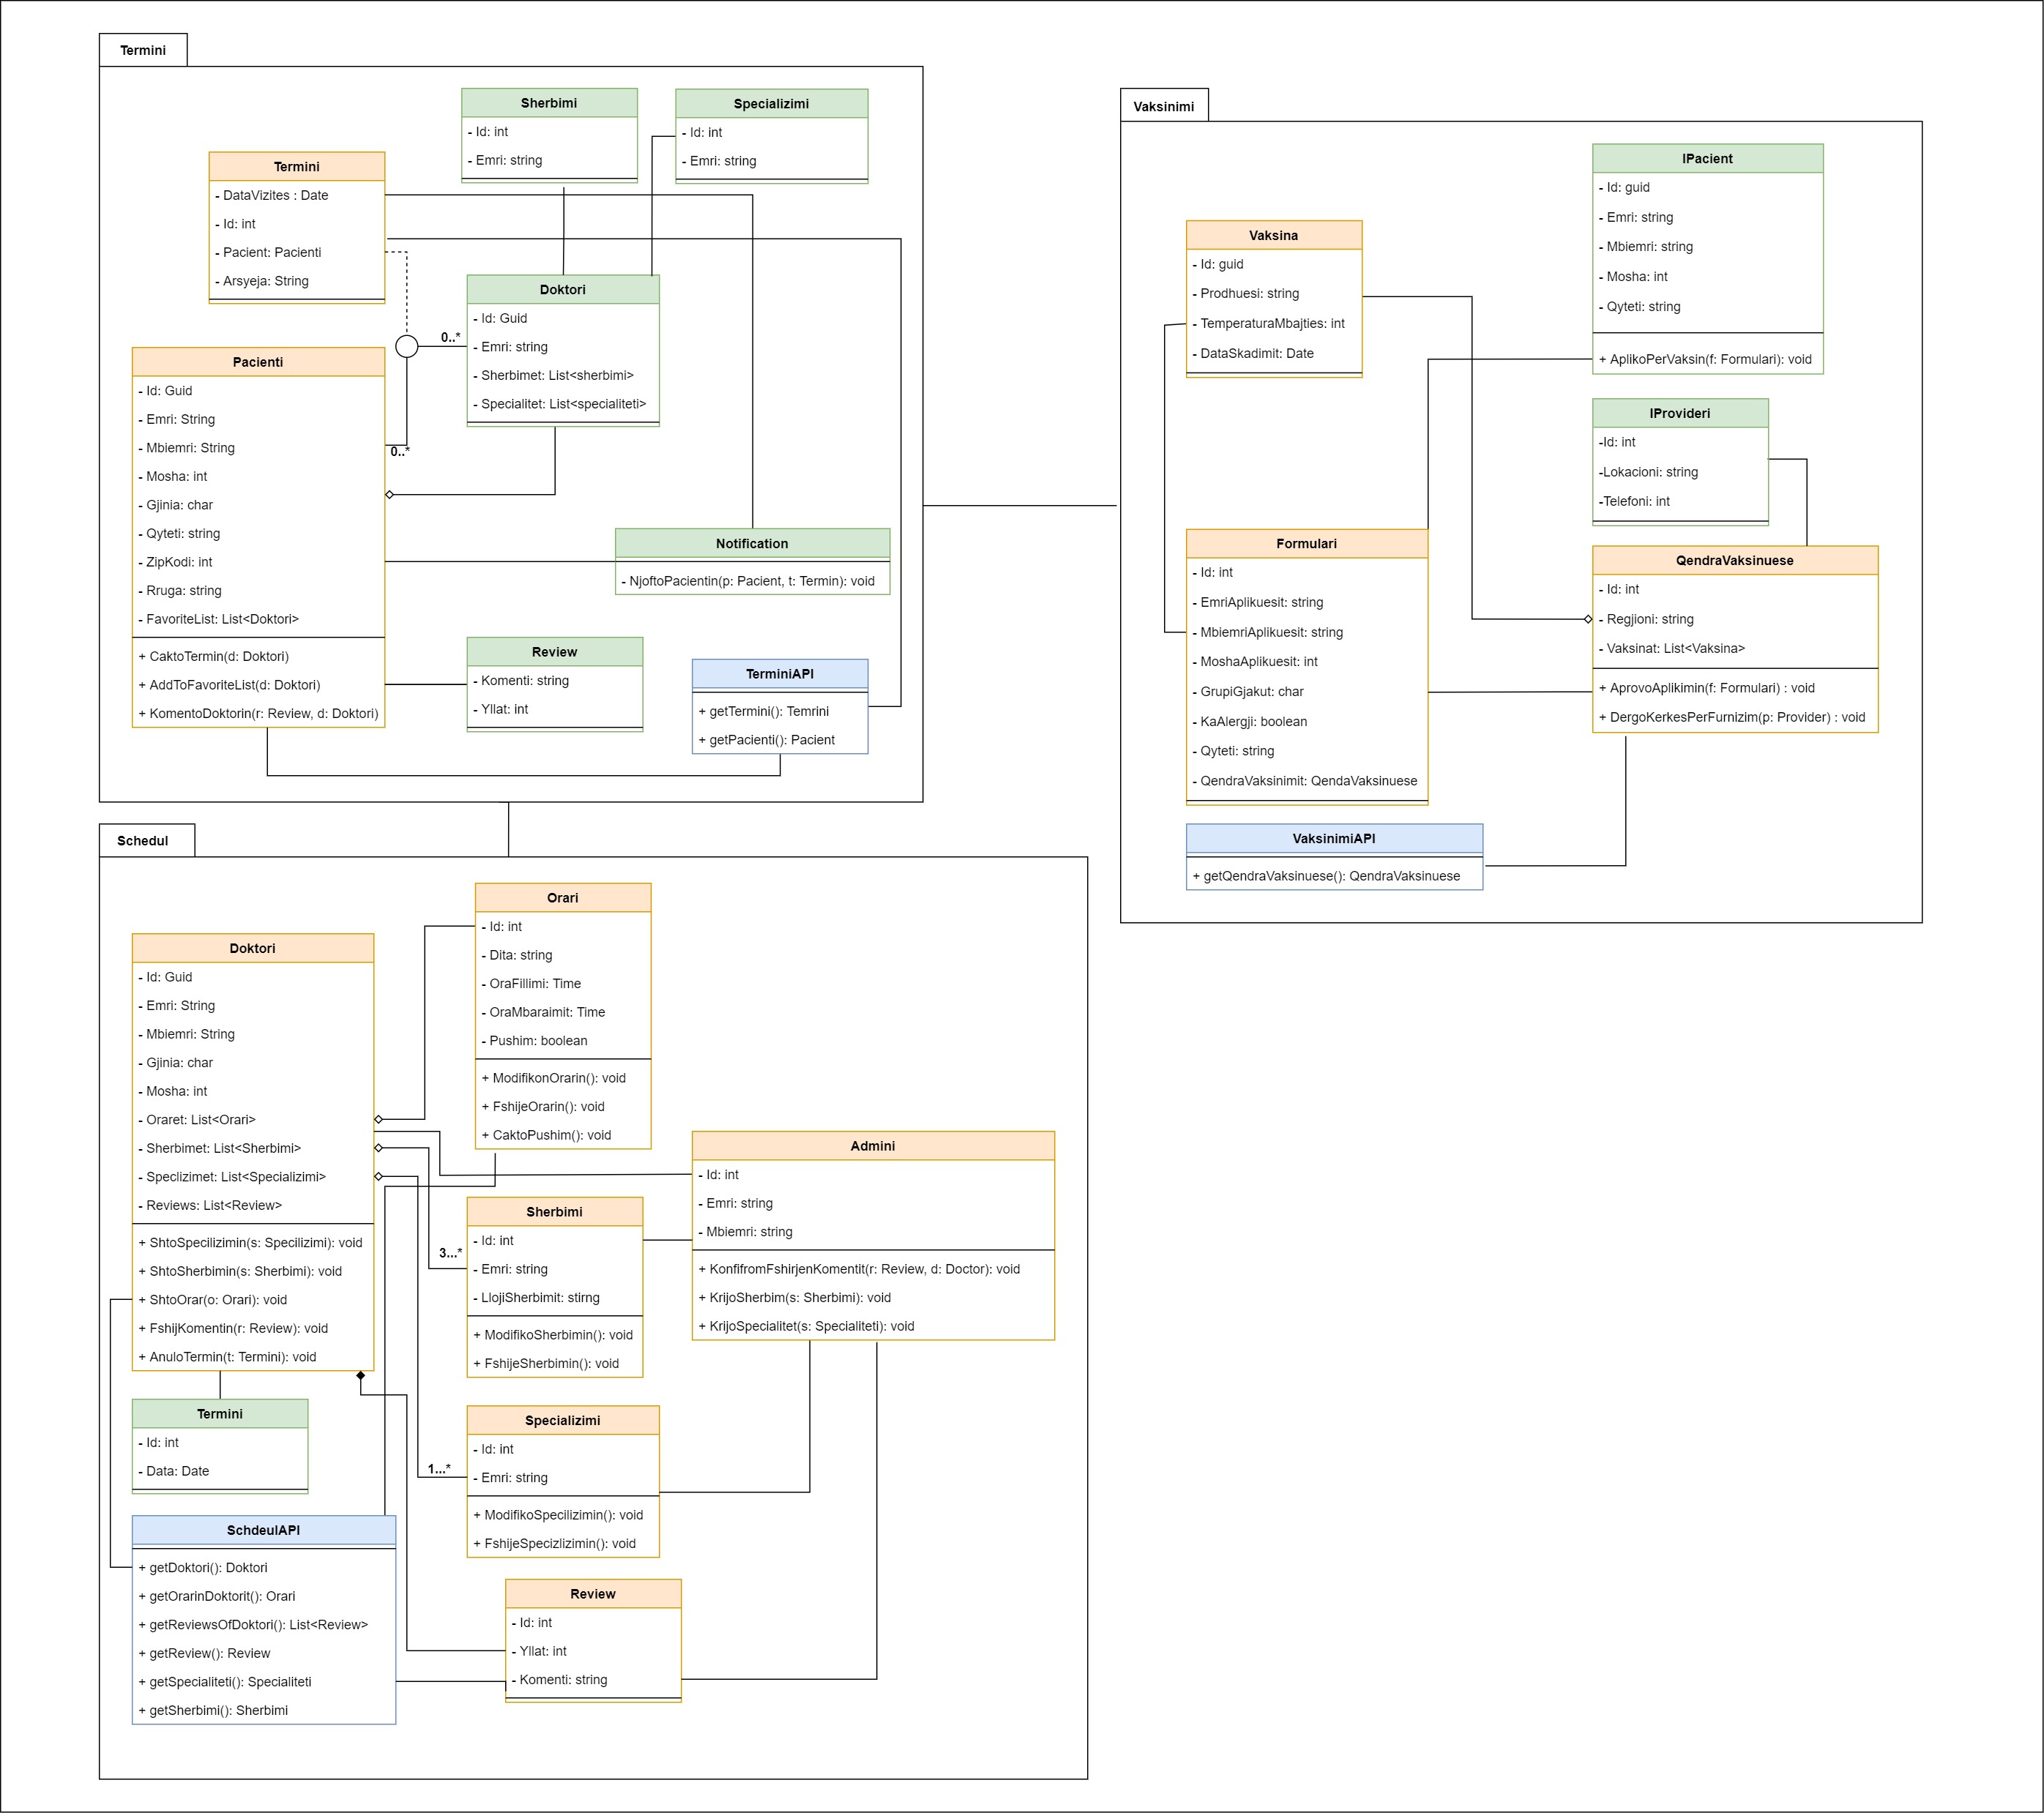 Termini
Sherbimi
- Id: int
- Emri: string
Specializimi
- Id: int
- Emri: string
Termini
- DataVizites : Date
- Id: int
- Pacient: Pacienti
- Arsyeja: String
Doktori
- Id: Guid
- Emri: string
- Sherbimet: List<sherbimi>
- Specialitet: List<specialiteti>
0..*
0..*
Pacienti
- Id: Guid
- Emri: String
- Mbiemri: String
- Mosha: int
- Gjinia: char
- Qyteti: string
- ZipKodi: int
- Rruga: string
- FavoriteList: List<Doktori>
+ CaktoTermin(d: Doktori)
+ AddToFavoriteList(d: Doktori)
+ KomentoDoktorin(r: Review, d: Doktori)
Notification
- NjoftoPacientin(p: Pacient, t: Termin): void
Review
- Komenti: string
- Yllat: int
TerminiAPI
+ getTermini(): Temrini
+ getPacienti(): Pacient
Vaksinimi
IPacient
- Id: guid
- Emri: string
- Mbiemri: string
- Mosha: int
- Qyteti: string
+ AplikoPerVaksin(f: Formulari): void
Vaksina
- Id: guid
- Prodhuesi: string
- TemperaturaMbajties: int
- DataSkadimit: Date
IProvideri
-Id: int
-Lokacioni: string
-Telefoni: int
Formulari
- Id: int
- EmriAplikuesit: string
- MbiemriAplikuesit: string
- MoshaAplikuesit: int
- GrupiGjakut: char
- KaAlergji: boolean
- Qyteti: string
- QendraVaksinimit: QendaVaksinuese
QendraVaksinuese
- Id: int
- Regjioni: string
- Vaksinat: List<Vaksina>
+ AprovoAplikimin(f: Formulari) : void
+ DergoKerkesPerFurnizim(p: Provider) : void
VaksinimiAPI
+ getQendraVaksinuese(): QendraVaksinuese
Schedul
Orari
- Id: int
- Dita: string
- OraFillimi: Time
- OraMbaraimit: Time
- Pushim: boolean
+ ModifikonOrarin(): void
+ FshijeOrarin(): void
+ CaktoPushim(): void
Doktori
- Id: Guid
- Emri: String
- Mbiemri: String
- Gjinia: char
- Mosha: int
- Oraret: List<Orari>
- Sherbimet: List<Sherbimi>
- Speclizimet: List<Specializimi>
- Reviews: List<Review>
+ ShtoSpecilizimin(s: Specilizimi): void
+ ShtoSherbimin(s: Sherbimi): void
+ ShtoOrar(o: Orari): void
+ FshijKomentin(r: Review): void
+ AnuloTermin(t: Termini): void
Admini
- Id: int
- Emri: string
- Mbiemri: string
+ KonfifromFshirjenKomentit(r: Review, d: Doctor): void
+ KrijoSherbim(s: Sherbimi): void
+ KrijoSpecialitet(s: Specialiteti): void
Sherbimi
- Id: int
- Emri: string
- LlojiSherbimit: stirng
+ ModifikoSherbimin(): void
+ FshijeSherbimin(): void
3...*
Specializimi
- Id: int
- Emri: string
+ ModifikoSpecilizimin(): void
+ FshijeSpecizlizimin(): void
1...*
Termini
- Id: int
- Data: Date
SchdeulAPI
+ getDoktori(): Doktori
+ getOrarinDoktorit(): Orari
+ getReviewsOfDoktori(): List<Review>
+ getReview(): Review
+ getSpecialiteti(): Specialiteti
+ getSherbimi(): Sherbimi
Review
- Id: int
- Yllat: int
- Komenti: string